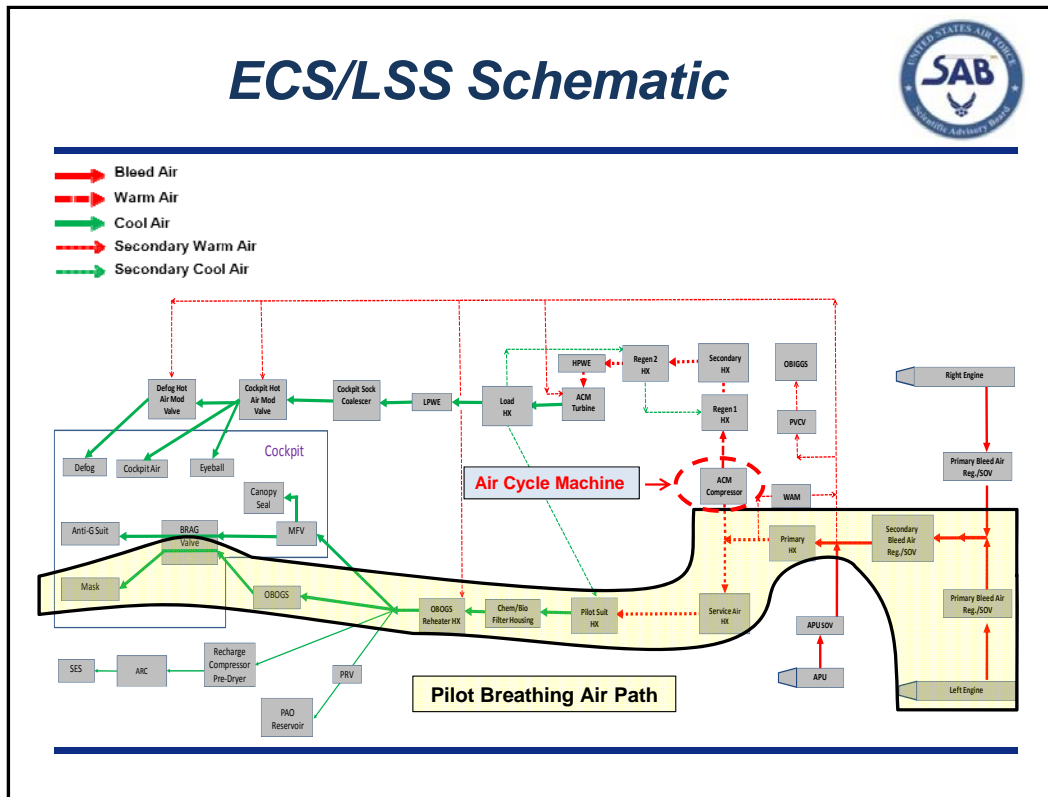 ECS/LSS Schematic
UNITED STATES AIR FORCE
SAB
Scientific Advisory Board
Bleed Air
Warm Air
Cool Air
Secondary Warm Air
Secondary Cool Air
HPWE
Regen 2
HX
Secondary
HX
OBIGGS
Right Engine
Defog Hot
Air Mod
Valve
Cockpit Hot
Air Mod
Valve
Cockpit Sock
Coalescer
LPWE
Load
HX
ACM
Turbine
Regen 1
HX
PVCV
Cockpit
Defog
Cockpit Air
Eyeball
Air Cycle Machine
ACM
Compressor
WAM
Primary Bleed Air
Reg./SOV
Canopy
Seal
Anti-G Suit
BRAG
Valve
MFV
Primary
HX
Secondary
Bleed Air
Reg./SOV
Mask
OBOGS
OBOGS
Reheater HX
Chem/Bio
Filter Housing
Pilot Suit
HX
Service Air
HX
Primary Bleed Air
Reg./SOV
APU SOV
SES
ARC
Recharge
Compressor
Pre-Dryer
PRV
Pilot Breathing Air Path
APU
Left Engine
PAO
Reservoir